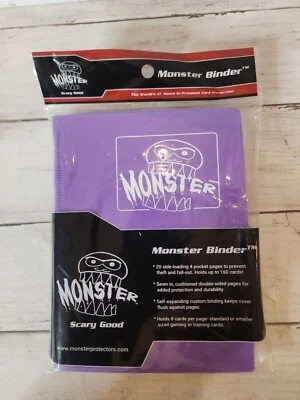 Monster Binder™
MONSTER
Scary Good
The World's #1 Name in Premium Card Protection
MONSTER
Monster Binder™
* 20 side-loading 4 pocket pages to prevent
theft and fall-out. Holds up to 160 cards!
* Sewn in, cushioned double-sided pages for
added protection and durability.
* Self expanding custom binding keeps cover
flush against pages.
* Holds 8 cards per page- standard or smaller
sized gaming or training cards.
MONSTER
Scary Good
www.monsterprotectors.com